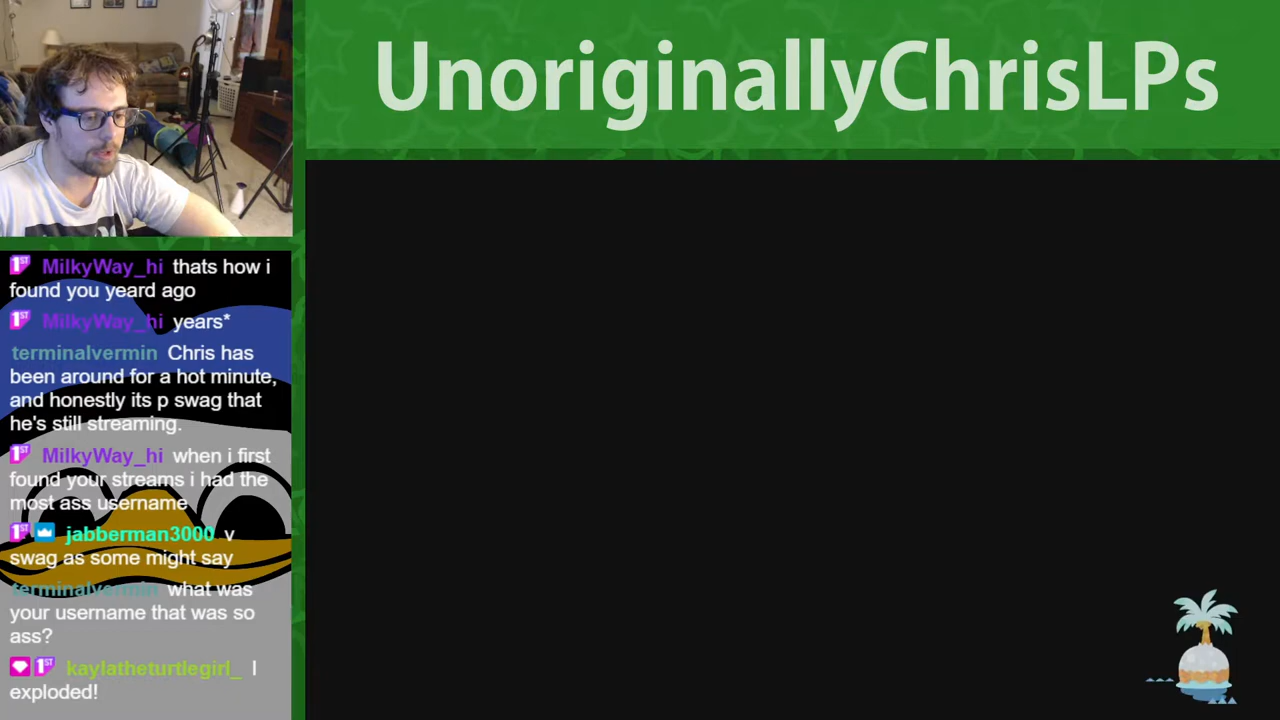 UnoriginallyChrisLPs
MilkyWay_hi thats how i
found you yeard ago
MilkyWay_hi years*
terminalvermin Chris has
been around for a hot minute,
and honestly its p swag that
he's still streaming.
MilkyWay_hi when i first
found your streams i had the
most ass username
jabberman3000 v
swag as some might say
terminalvermin what was
your username that was so
ass?
kaylatheturtlegirl_ I
exploded!